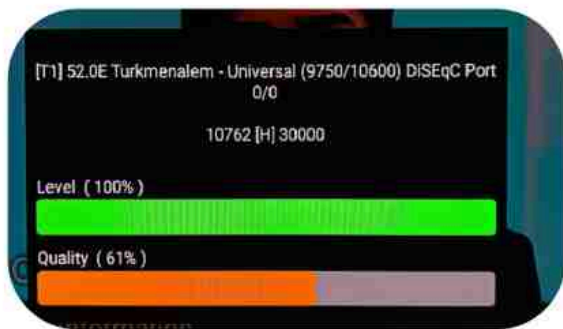 [T1] 52.0E Turkmenalem - Universal (9750/10600) DiSEqC Port
0/0
10762 [H] 30000
Level ( 100% )
Quality ( 61% )